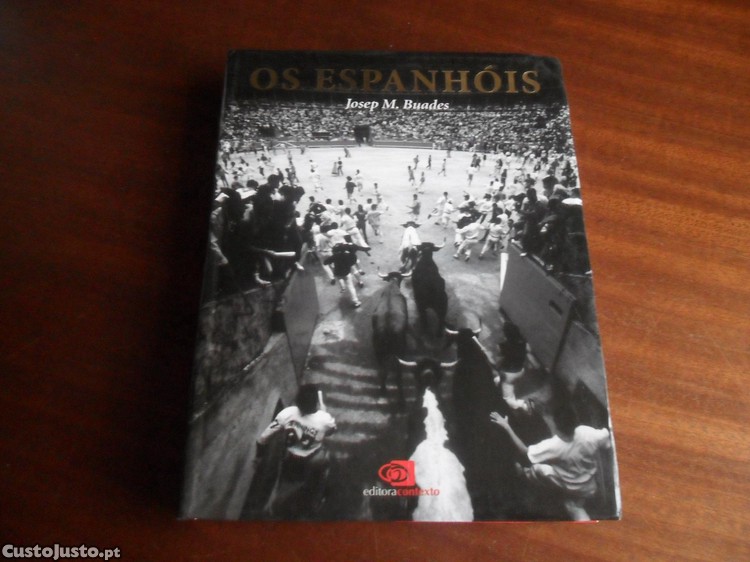 OS ESPANHÓIS
Josep M. Buades
editoracontexto
CustoJusto.pt